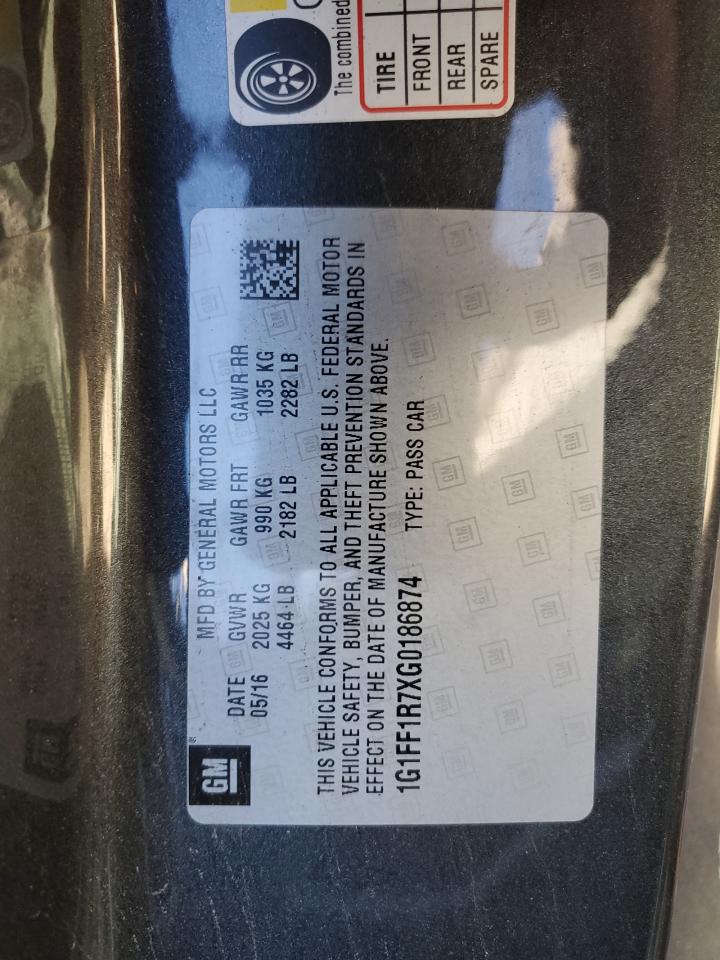 The combined
TIRE
FRONT
REAR
SPARE
MFD BY GENERAL MOTORS LLC
DATE GVWR GAWR FRT GAWR RR
05/16 2025 KG 990 KG 1035 KG
4464 LB 2182 LB 2282 LB
GM
THIS VEHICLE CONFORMS TO ALL APPLICABLE U.S. FEDERAL MOTOR
VEHICLE SAFETY, BUMPER, AND THEFT PREVENTION STANDARDS IN
EFFECT ON THE DATE OF MANUFACTURE SHOWN ABOVE.
1G1FF1R7XG0186874 TYPE: PASS CAR